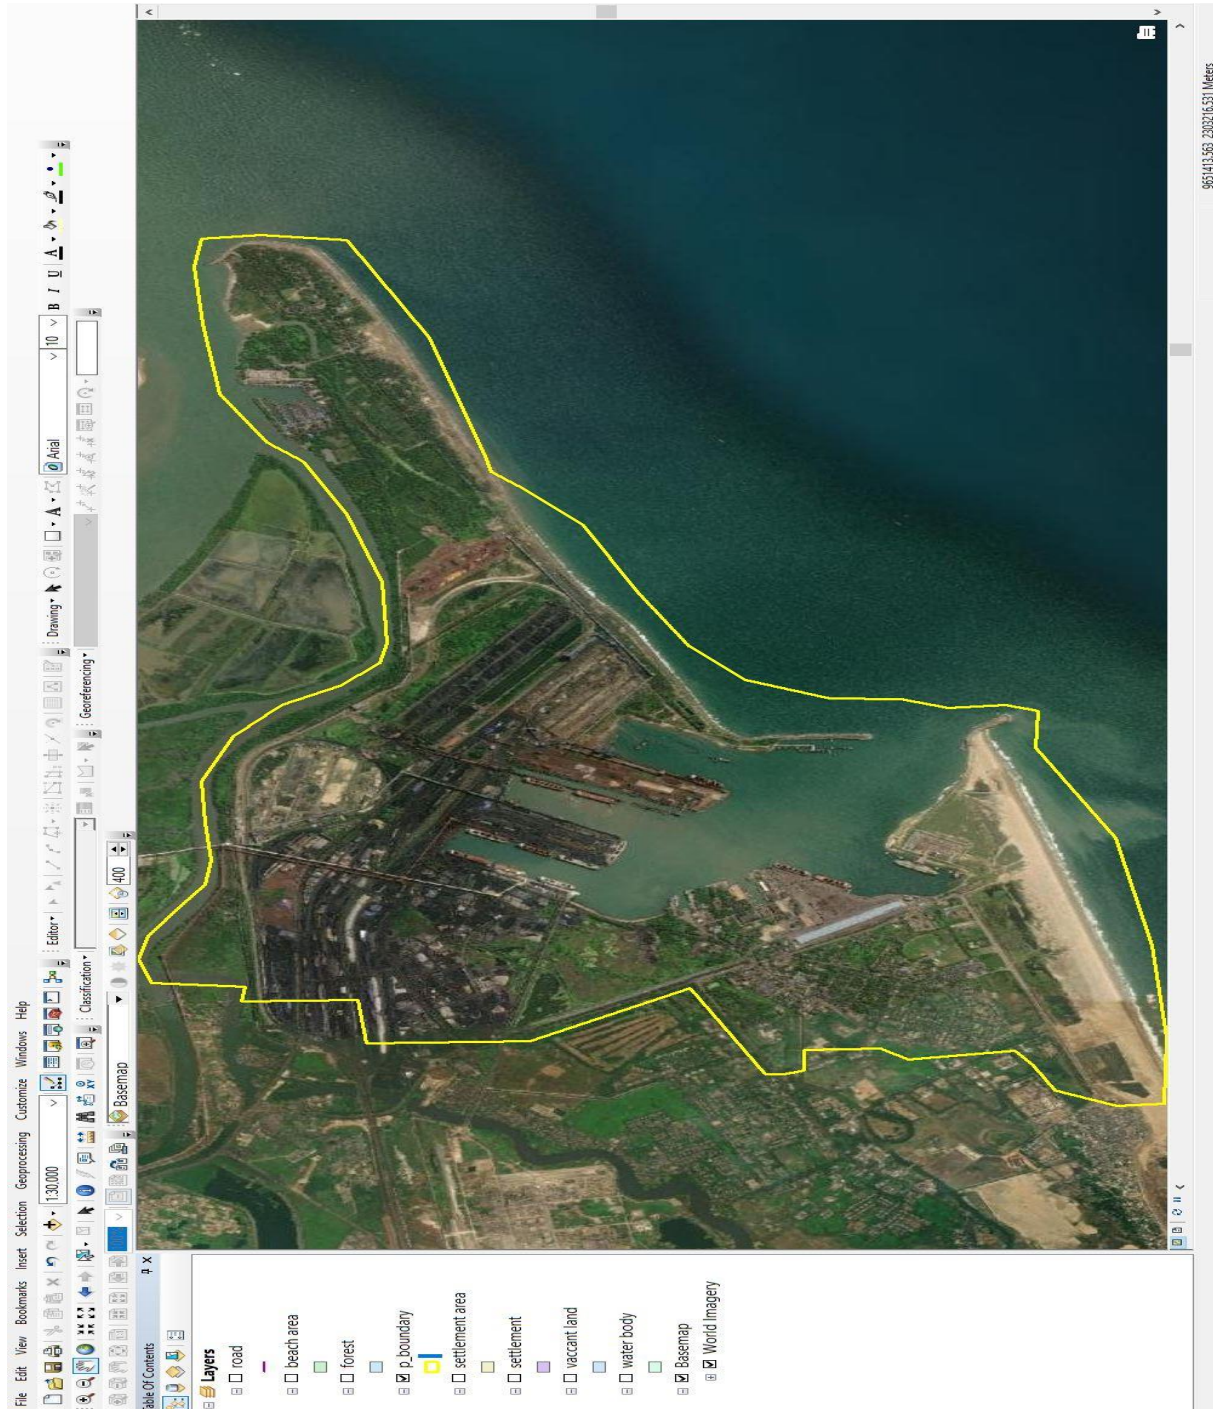 File Edit View Bookmarks Insert Selection Geoprocessing Customize Windows Help
1:30,000
Editor
Drawing
Arial
10
B I U A
Classification
Georeferencing
Basemap
400
Table Of Contents
Layers
road
beach area
forest
p_boundary
settlement area
settlement
vaccant land
water body
Basemap
World Imagery
9651413.563 2303216.531 Meters